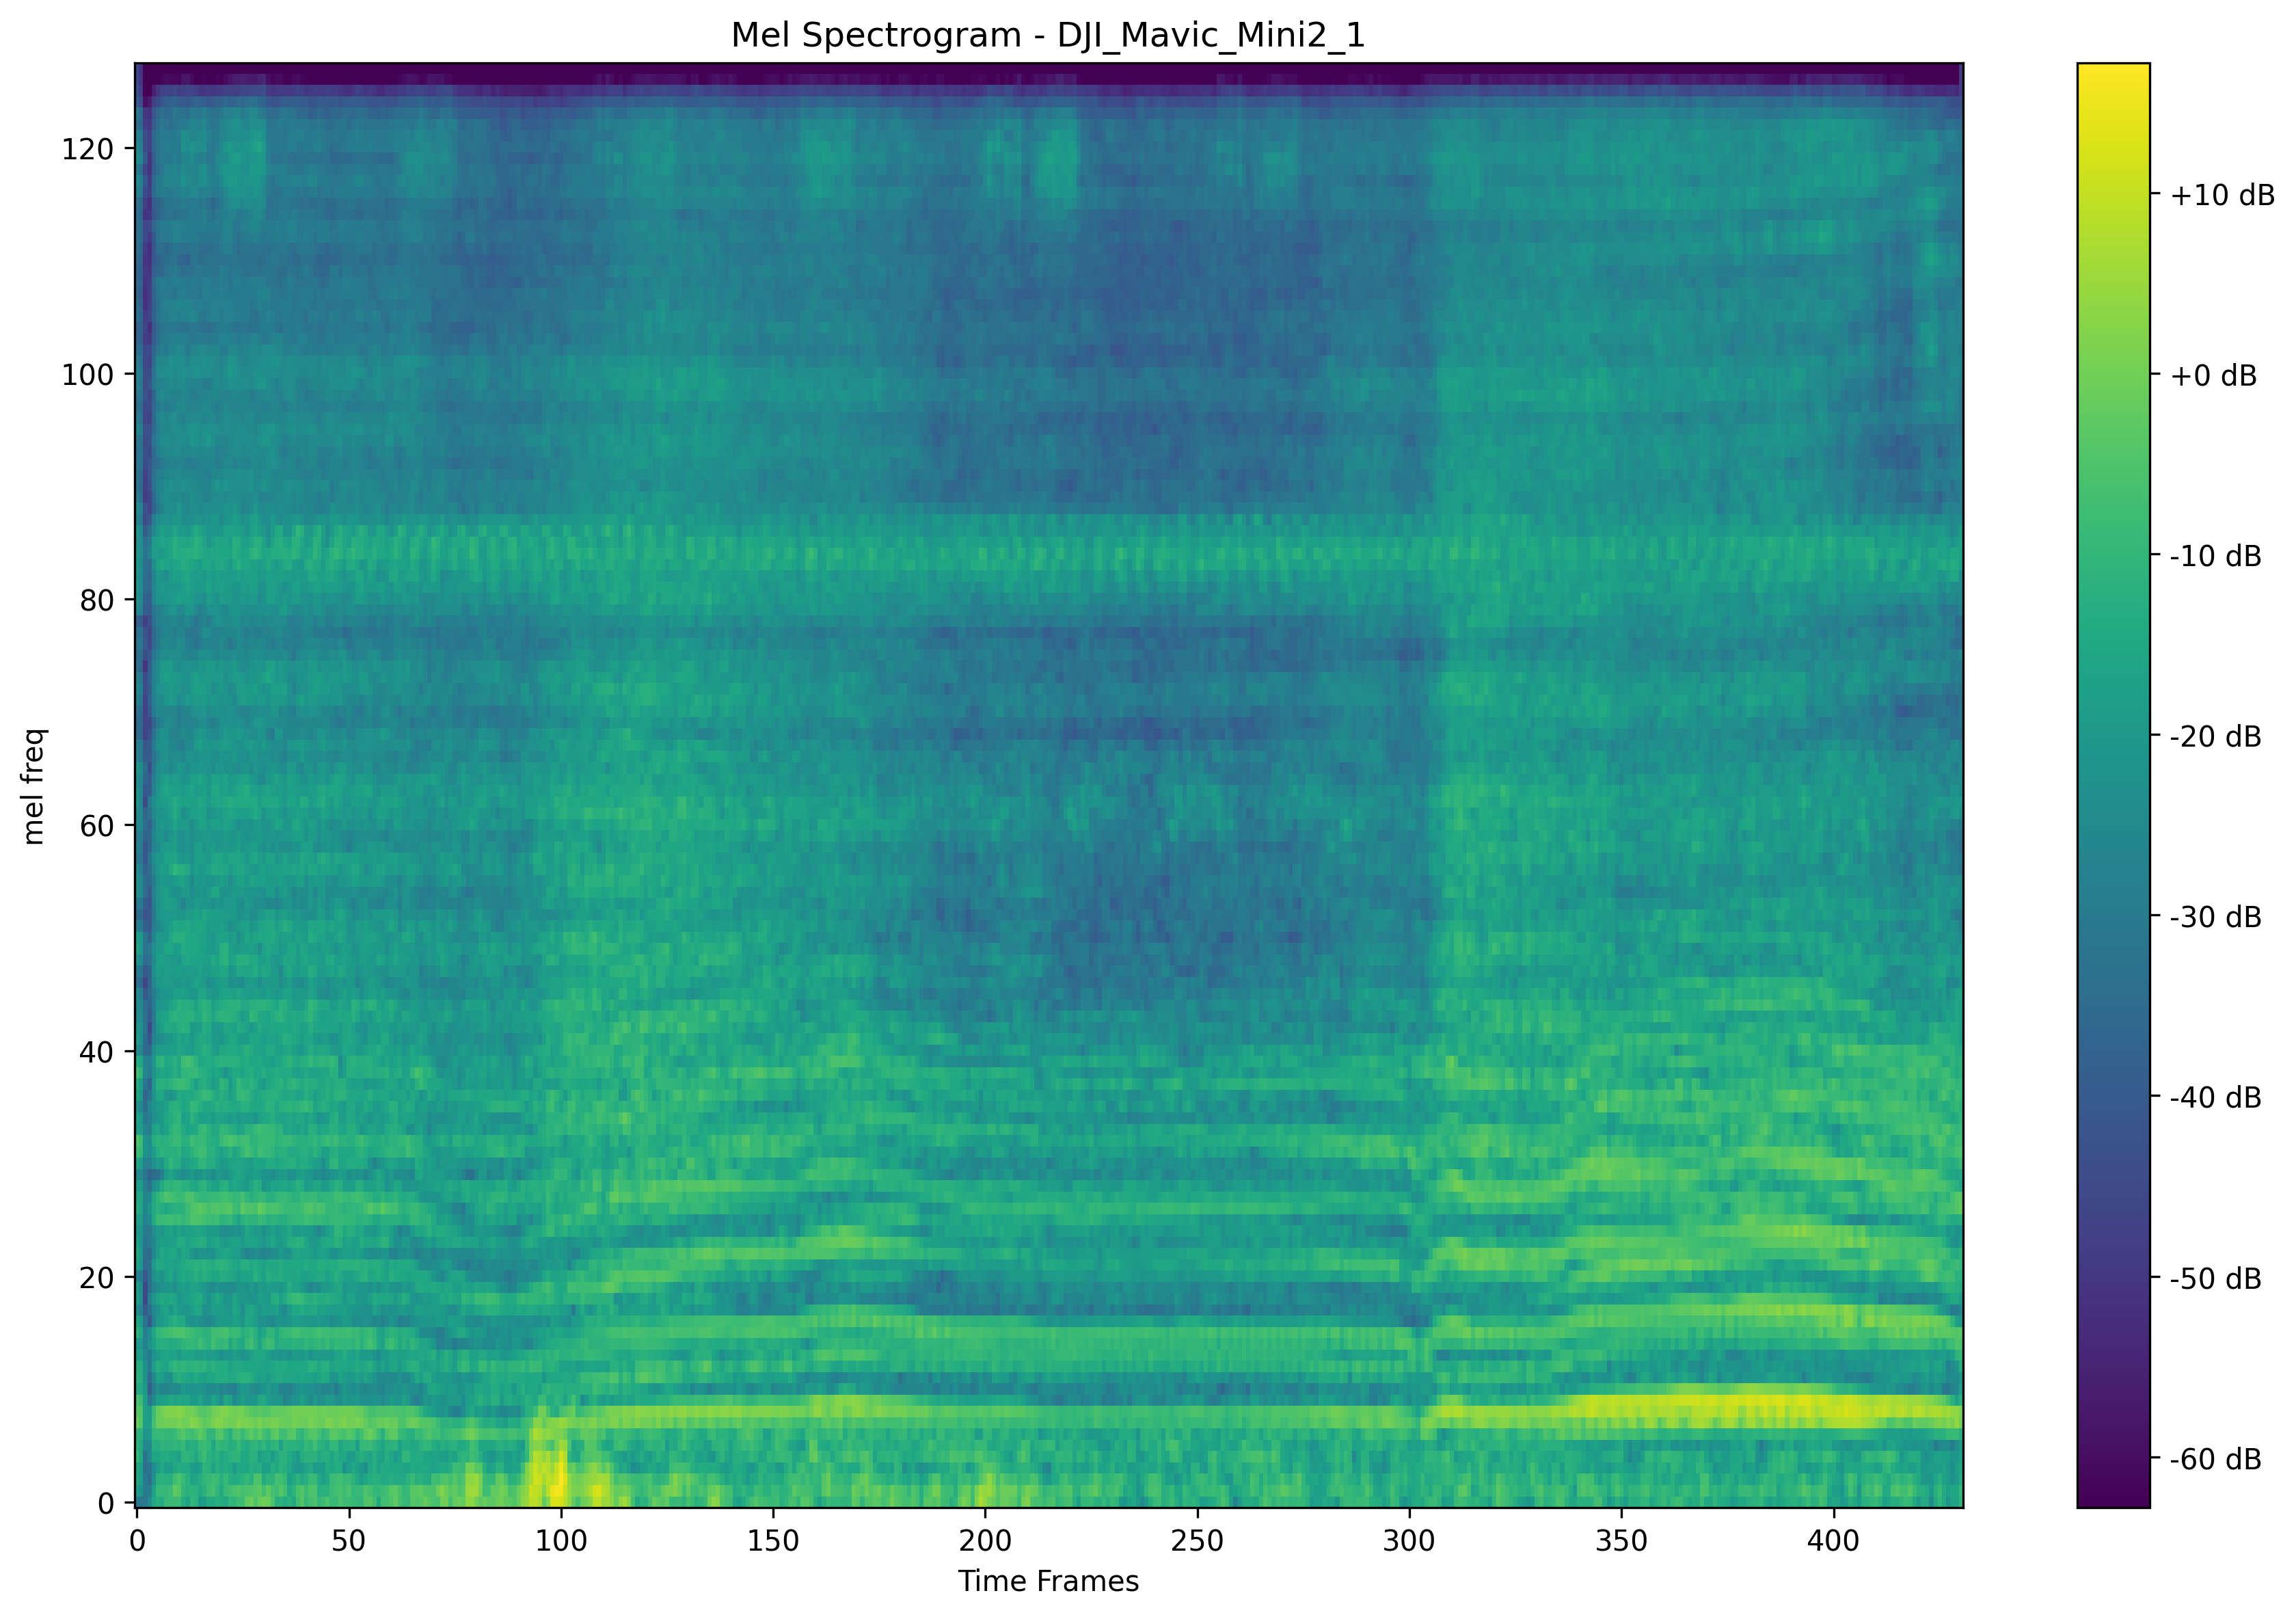 Mel Spectrogram - DJI_Mavic_Mini2_1
mel freq
120
100
80
60
40
20
0
0 50 100 150 200 250 300 350 400
Time Frames
+10 dB
+0 dB
-10 dB
-20 dB
-30 dB
-40 dB
-50 dB
-60 dB